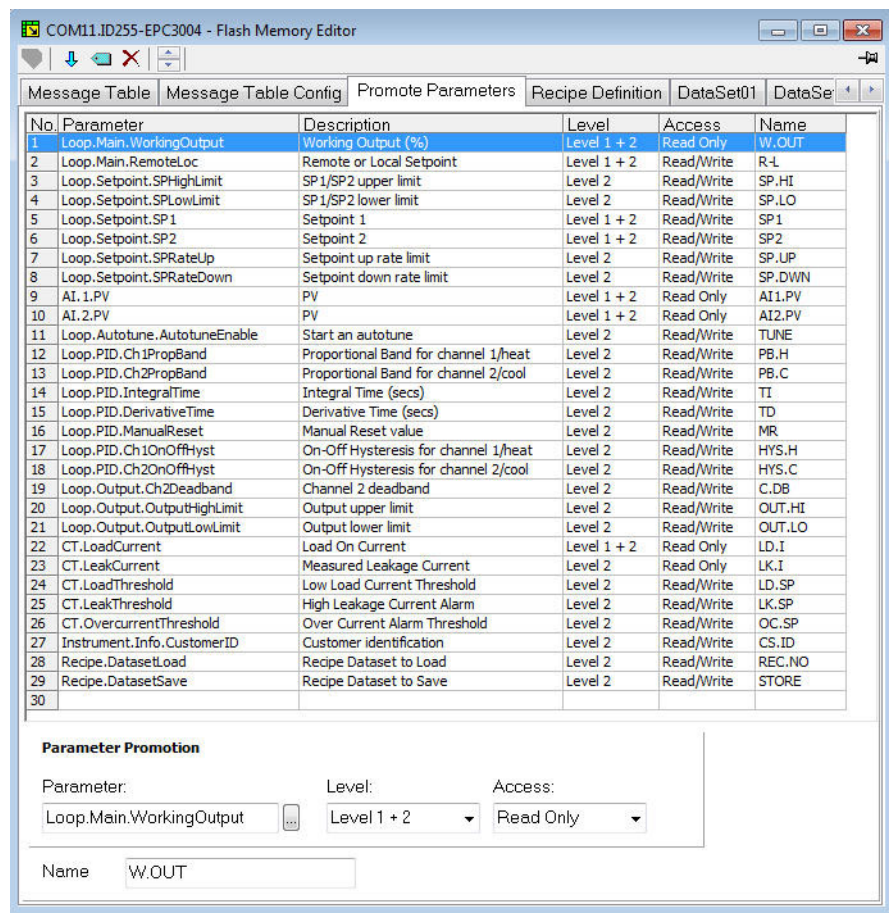 COM11.ID255-EPC3004 - Flash Memory Editor
Message Table Message Table Config Promote Parameters Recipe Definition DataSet01 DataSe
No. Parameter Description Level Access Name
1 Loop.Main.WorkingOutput Working Output (%) Level 1 + 2 Read Only W.OUT
2 Loop.Main.RemoteLoc Remote or Local Setpoint Level 1 + 2 Read/Write R-L
3 Loop.Setpoint.SPHighLimit SP1/SP2 upper limit Level 2 Read/Write SP.HI
4 Loop.Setpoint.SPLowLimit SP1/SP2 lower limit Level 2 Read/Write SP.LO
5 Loop.Setpoint.SP1 Setpoint 1 Level 1 + 2 Read/Write SP1
6 Loop.Setpoint.SP2 Setpoint 2 Level 1 + 2 Read/Write SP2
7 Loop.Setpoint.SPRateUp Setpoint up rate limit Level 2 Read/Write SP.UP
8 Loop.Setpoint.SPRateDown Setpoint down rate limit Level 2 Read/Write SP.DWN
9 AI.1.PV PV Level 1 + 2 Read Only AI1.PV
10 AI.2.PV PV Level 1 + 2 Read Only AI2.PV
11 Loop.Autotune.AutotuneEnable Start an autotune Level 2 Read/Write TUNE
12 Loop.PID.Ch1PropBand Proportional Band for channel 1/heat Level 2 Read/Write PB.H
13 Loop.PID.Ch2PropBand Proportional Band for channel 2/cool Level 2 Read/Write PB.C
14 Loop.PID.IntegralTime Integral Time (secs) Level 2 Read/Write TI
15 Loop.PID.DerivativeTime Derivative Time (secs) Level 2 Read/Write TD
16 Loop.PID.ManualReset Manual Reset value Level 2 Read/Write MR
17 Loop.PID.Ch1OnOffHyst On-Off Hysteresis for channel 1/heat Level 2 Read/Write HYS.H
18 Loop.PID.Ch2OnOffHyst On-Off Hysteresis for channel 2/cool Level 2 Read/Write HYS.C
19 Loop.Output.Ch2Deadband Channel 2 deadband Level 2 Read/Write C.DB
20 Loop.Output.OutputHighLimit Output upper limit Level 2 Read/Write OUT.HI
21 Loop.Output.OutputLowLimit Output lower limit Level 2 Read/Write OUT.LO
22 CT.LoadCurrent Load On Current Level 1 + 2 Read Only LD.I
23 CT.LeakCurrent Measured Leakage Current Level 2 Read Only LK.I
24 CT.LoadThreshold Low Load Current Threshold Level 2 Read/Write LD.SP
25 CT.LeakThreshold High Leakage Current Alarm Level 2 Read/Write LK.SP
26 CT.OvercurrentThreshold Over Current Alarm Threshold Level 2 Read/Write OC.SP
27 Instrument.Info.CustomerID Customer identification Level 2 Read/Write CS.ID
28 Recipe.DatasetLoad Recipe Dataset to Load Level 2 Read/Write REC.NO
29 Recipe.DatasetSave Recipe Dataset to Save Level 2 Read/Write STORE
30
Parameter Promotion
Parameter: Level: Access:
Loop.Main.WorkingOutput ... Level 1 + 2 Read Only
Name W.OUT